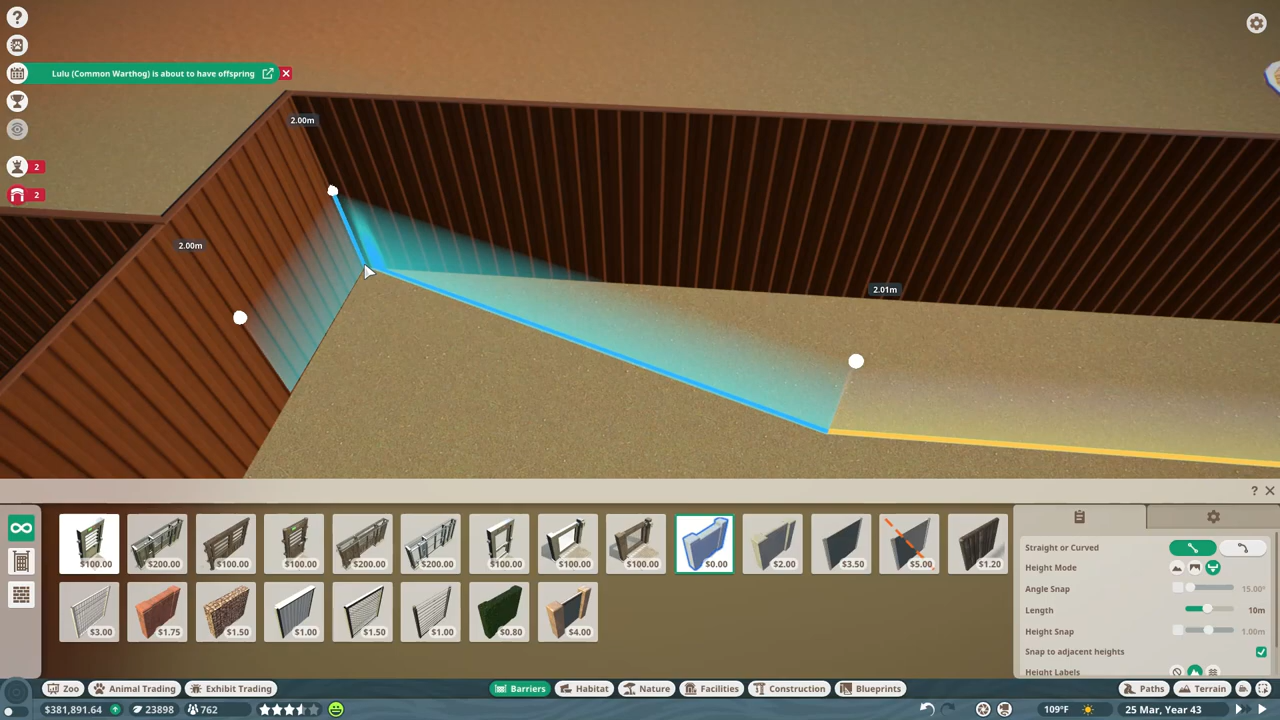 ?
Lulu (Common Warthog) is about to have offspring
2.00m
2
2
2.00m
2.01m
?
$100.00 $200.00 $100.00 $100.00 $200.00 $200.00 $100.00 $100.00 $100.00 $0.00 $2.00 $3.50 $5.00 $1.20
$3.00 $1.75 $1.50 $1.00 $1.50 $1.00 $0.80 $4.00
Straight or Curved
Height Mode
Angle Snap 15.00°
Length 10m
Height Snap 1.00m
Snap to adjacent heights
Height Labels
Zoo Animal Trading Exhibit Trading Barriers Habitat Nature Facilities Construction Blueprints Paths Terrain
$381,891.64 23898 762 109°F 25 Mar, Year 43